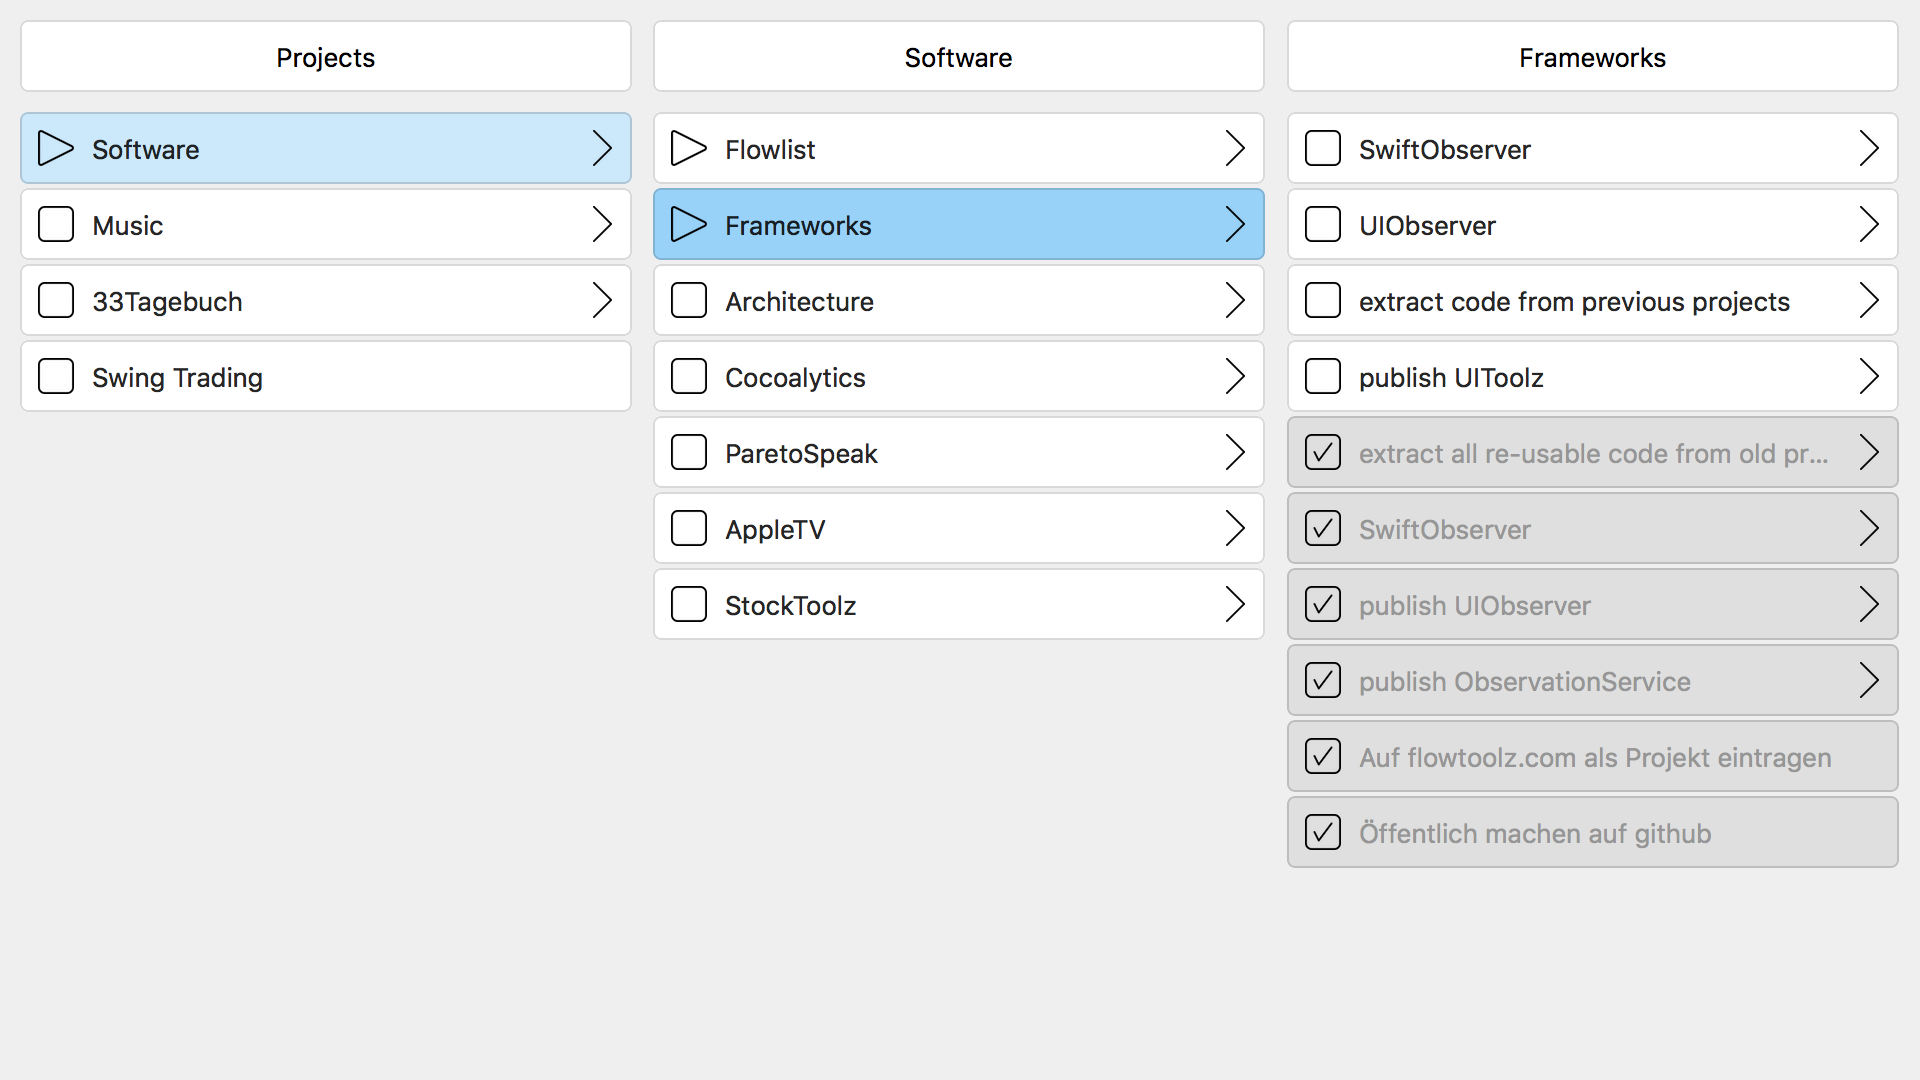 Projects
Software
Music
33Tagebuch
Swing Trading
Software
Flowlist
Frameworks
Architecture
Cocoalytics
ParetoSpeak
AppleTV
StockToolz
Frameworks
SwiftObserver
UIObserver
extract code from previous projects
publish UIToolz
extract all re-usable code from old pr...
SwiftObserver
publish UIObserver
publish ObservationService
Auf flowtoolz.com als Projekt eintragen
Öffentlich machen auf github